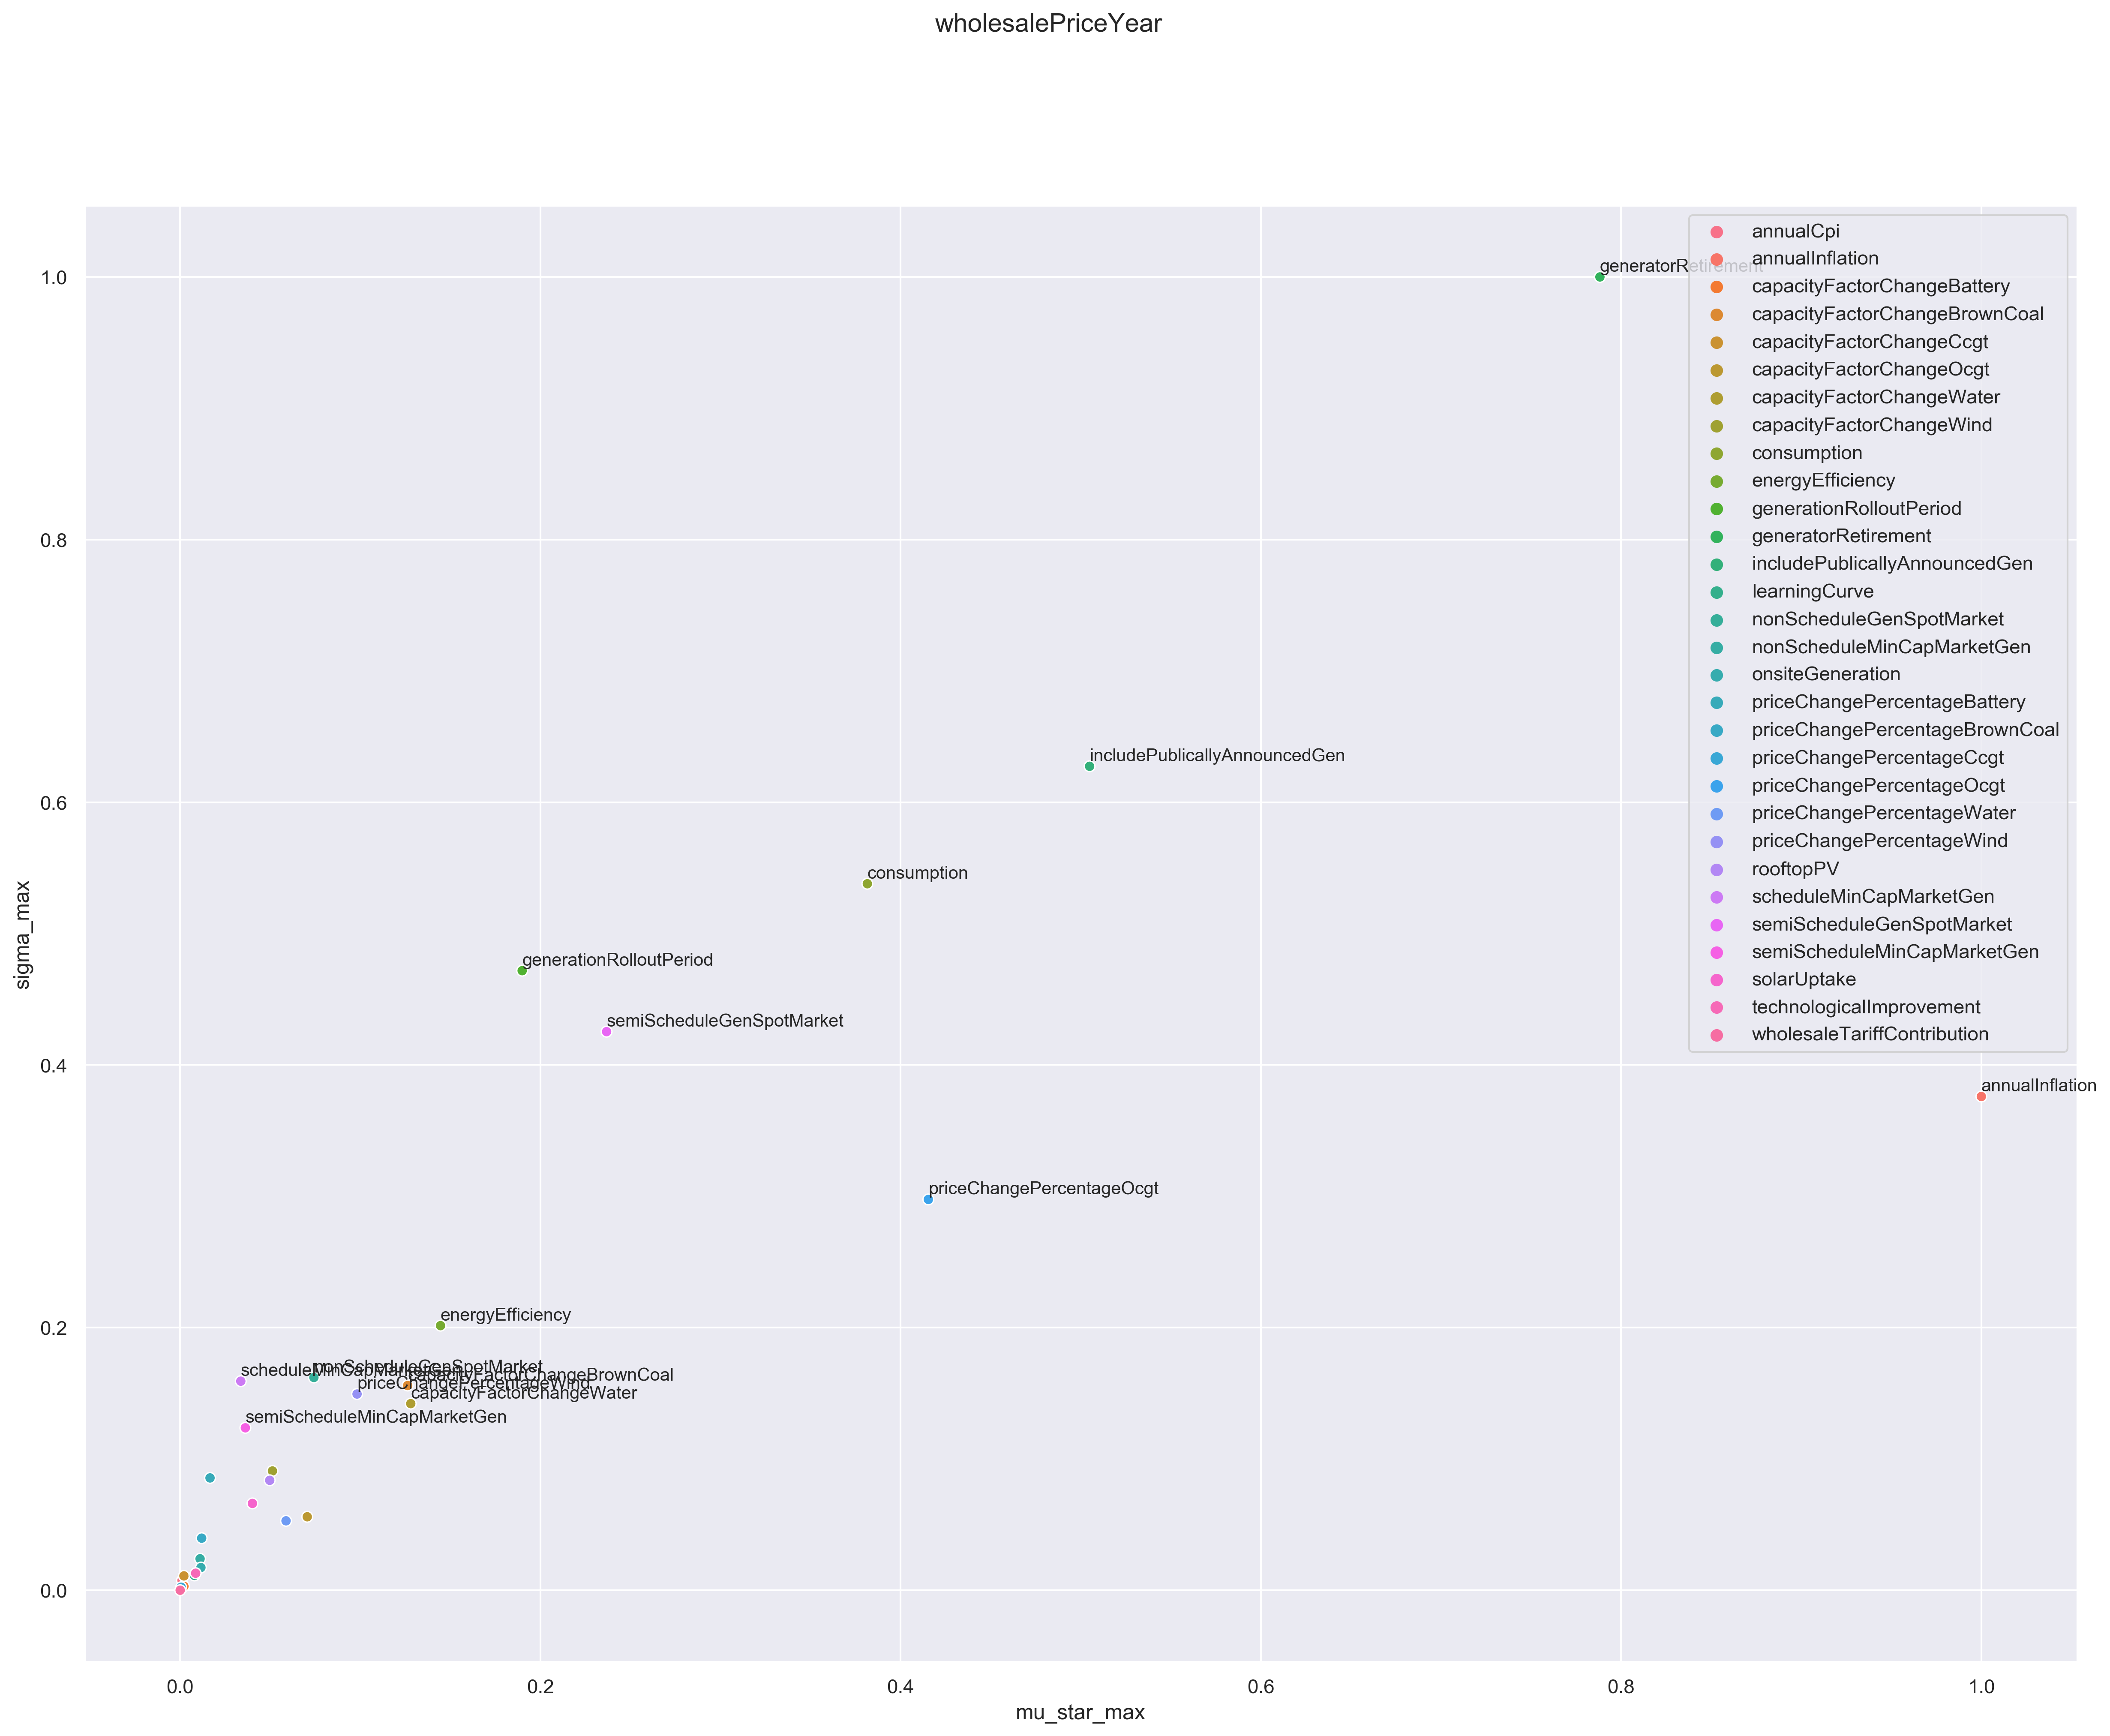 wholesalePriceYear
generatorRetirement
includePublicallyAnnouncedGen
consumption
generationRolloutPeriod
semiScheduleGenSpotMarket
annualInflation
priceChangePercentageOcgt
energyEfficiency
scheduleMinCapMarketGen
nonScheduleGenSpotMarket
capacityFactorChangeBrownCoal
priceChangePercentageWind
capacityFactorChangeWater
semiScheduleMinCapMarketGen
annualCpi
annualInflation
capacityFactorChangeBattery
capacityFactorChangeBrownCoal
capacityFactorChangeCcgt
capacityFactorChangeOcgt
capacityFactorChangeWater
capacityFactorChangeWind
consumption
energyEfficiency
generationRolloutPeriod
generatorRetirement
includePublicallyAnnouncedGen
learningCurve
nonScheduleGenSpotMarket
nonScheduleMinCapMarketGen
onsiteGeneration
priceChangePercentageBattery
priceChangePercentageBrownCoal
priceChangePercentageCcgt
priceChangePercentageOcgt
priceChangePercentageWater
priceChangePercentageWind
rooftopPV
scheduleMinCapMarketGen
semiScheduleGenSpotMarket
semiScheduleMinCapMarketGen
solarUptake
technologicalImprovement
wholesaleTariffContribution
1.0
0.8
0.6
0.4
0.2
0.0
sigma_max
0.0 0.2 0.4 0.6 0.8 1.0
mu_star_max